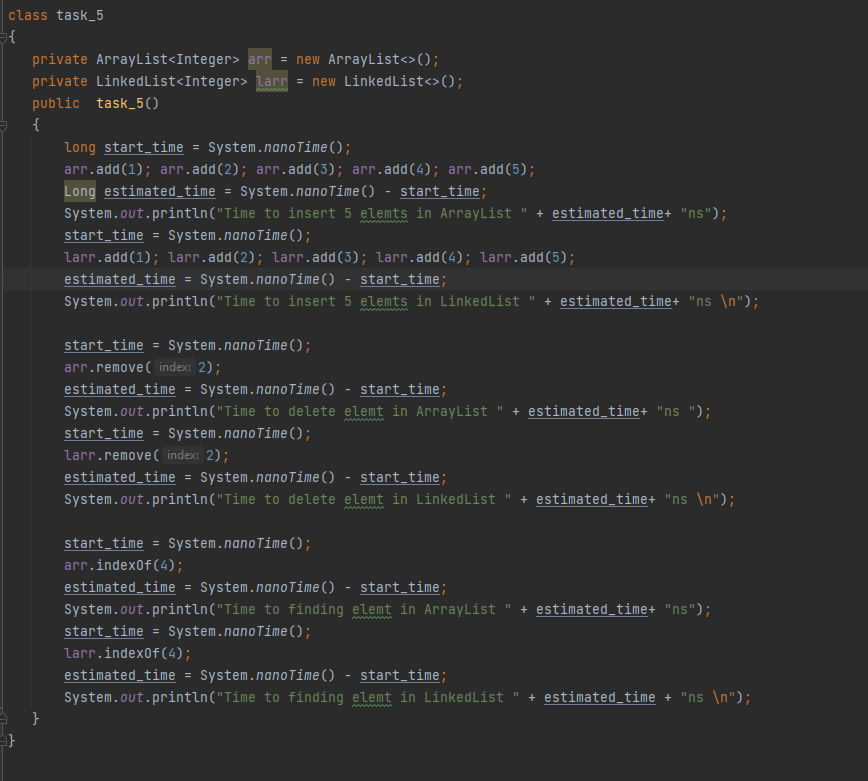 class task_5
{
    private ArrayList<Integer> arr = new ArrayList<>();
    private LinkedList<Integer> larr = new LinkedList<>();
    public  task_5()
    {
        long start_time = System.nanoTime();
        arr.add(1); arr.add(2); arr.add(3); arr.add(4); arr.add(5);
        Long estimated_time = System.nanoTime() - start_time;
        System.out.println("Time to insert 5 elemts in ArrayList " + estimated_time+ "ns");
        start_time = System.nanoTime();
        larr.add(1); larr.add(2); larr.add(3); larr.add(4); larr.add(5);
        estimated_time = System.nanoTime() - start_time;
        System.out.println("Time to insert 5 elemts in LinkedList " + estimated_time+ "ns \n");

        start_time = System.nanoTime();
        arr.remove( index: 2);
        estimated_time = System.nanoTime() - start_time;
        System.out.println("Time to delete elemt in ArrayList " + estimated_time+ "ns ");
        start_time = System.nanoTime();
        larr.remove( index: 2);
        estimated_time = System.nanoTime() - start_time;
        System.out.println("Time to delete elemt in LinkedList " + estimated_time+ "ns \n");

        start_time = System.nanoTime();
        arr.indexOf(4);
        estimated_time = System.nanoTime() - start_time;
        System.out.println("Time to finding elemt in ArrayList " + estimated_time+ "ns");
        start_time = System.nanoTime();
        larr.indexOf(4);
        estimated_time = System.nanoTime() - start_time;
        System.out.println("Time to finding elemt in LinkedList " + estimated_time + "ns \n");
    }
}